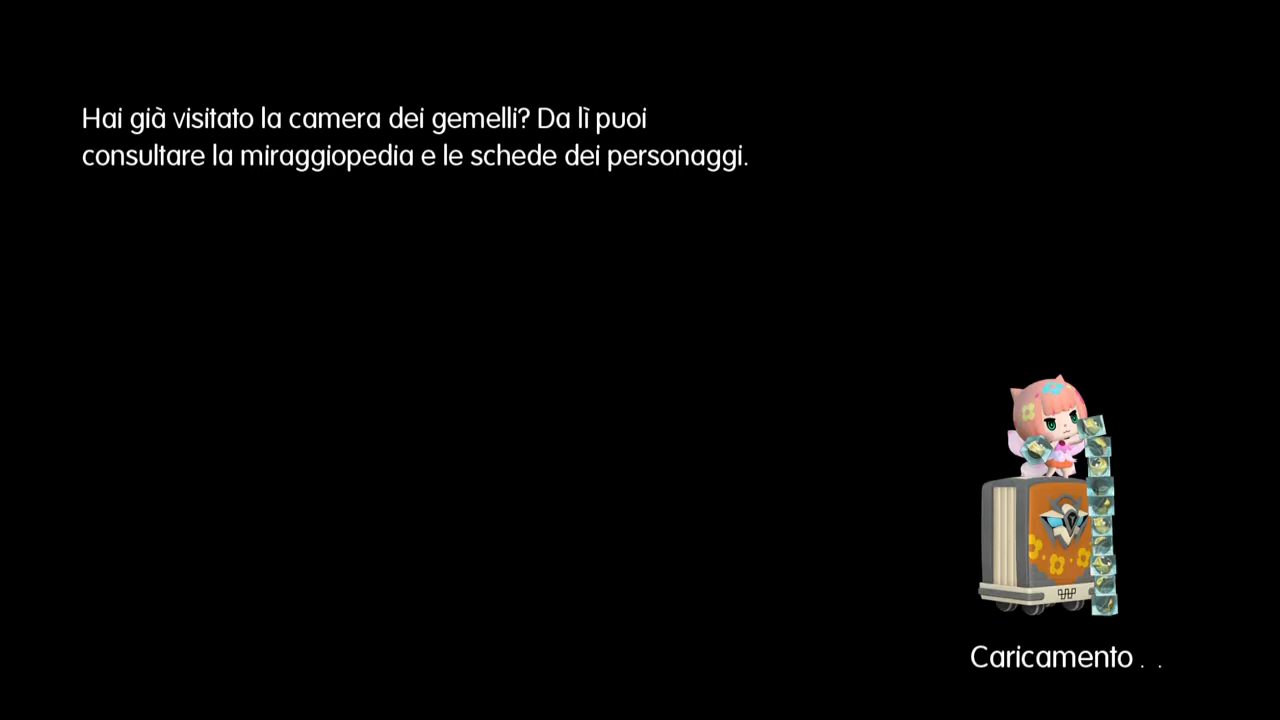 Hai già visitato la camera dei gemelli? Da lì puoi
consultare la miraggiopedia e le schede dei personaggi.
Caricamento . .